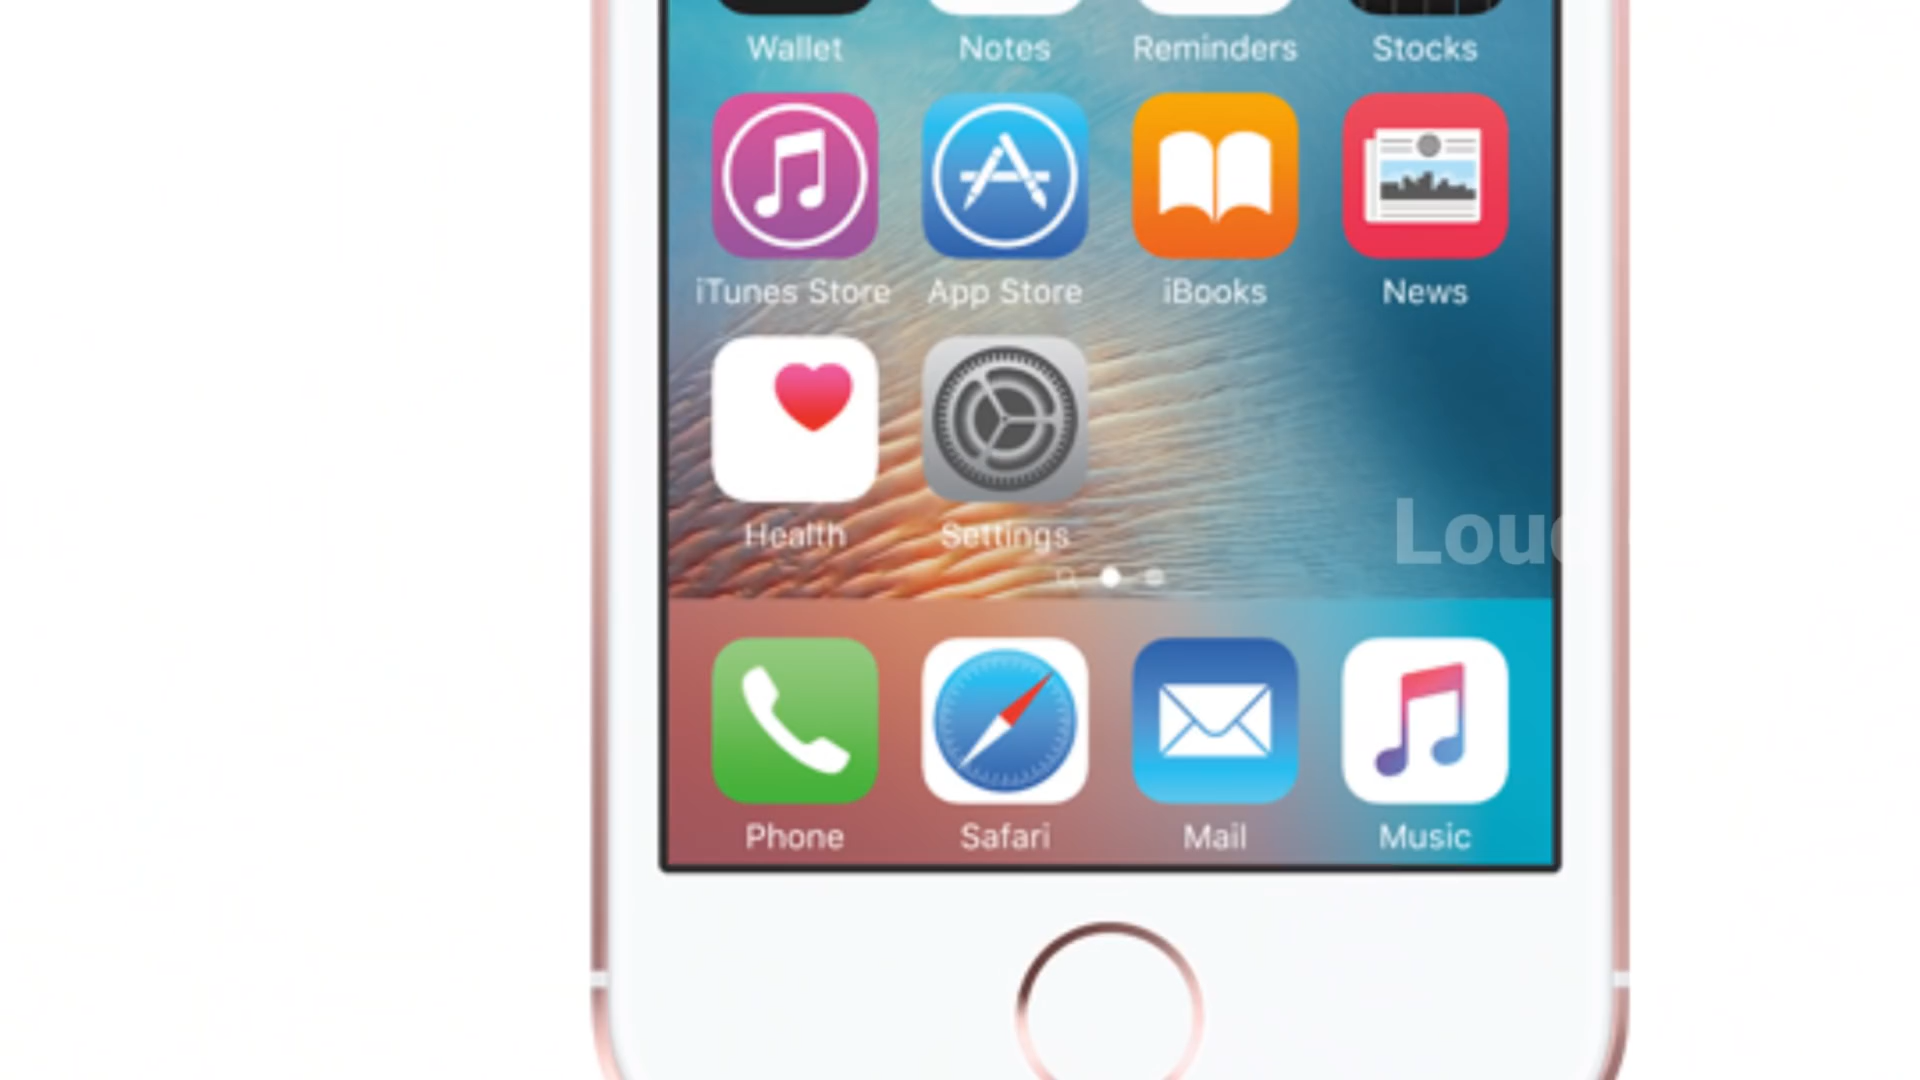 Wallet Notes Reminders Stocks
iTunes Store App Store iBooks News
Health Settings
Phone Safari Mail Music